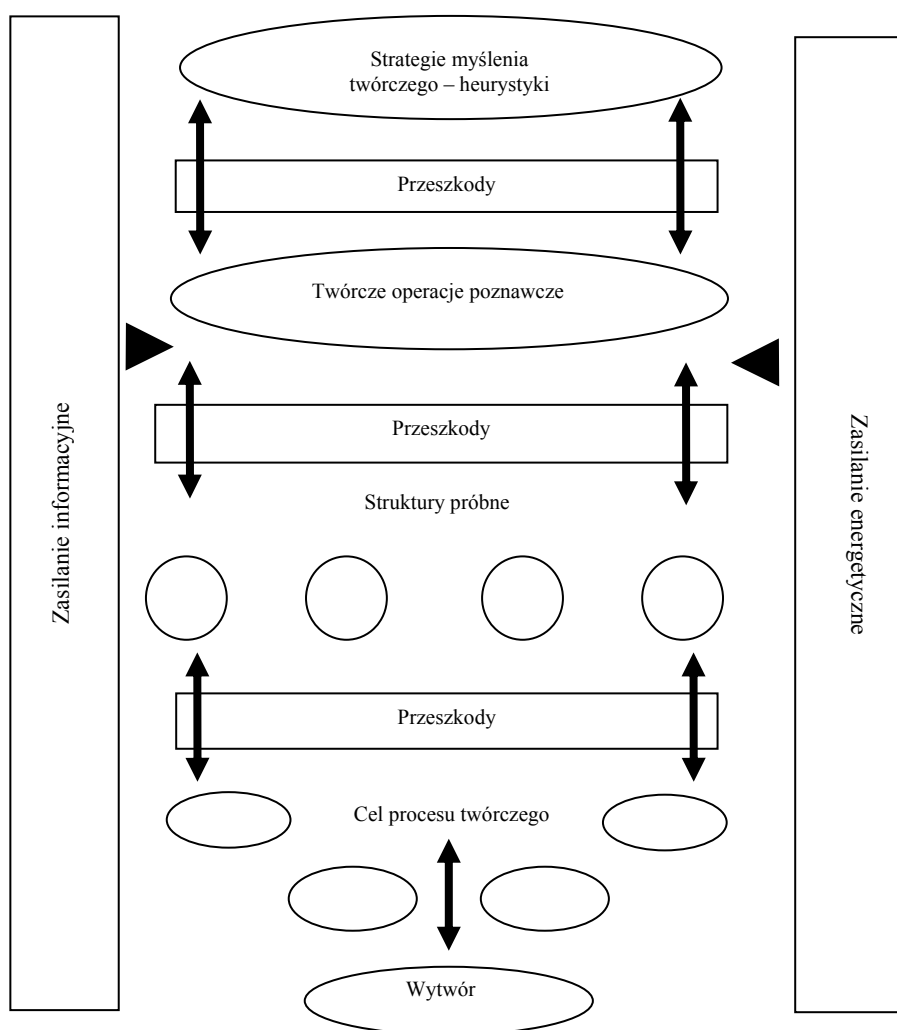 Strategie myślenia
twórczego – heurystyki
Przeszkody
Twórcze operacje poznawcze
Przeszkody
Struktury próbne
Przeszkody
Cel procesu twórczego
Wytwór
Zasilanie informacyjne
Zasilanie energetyczne